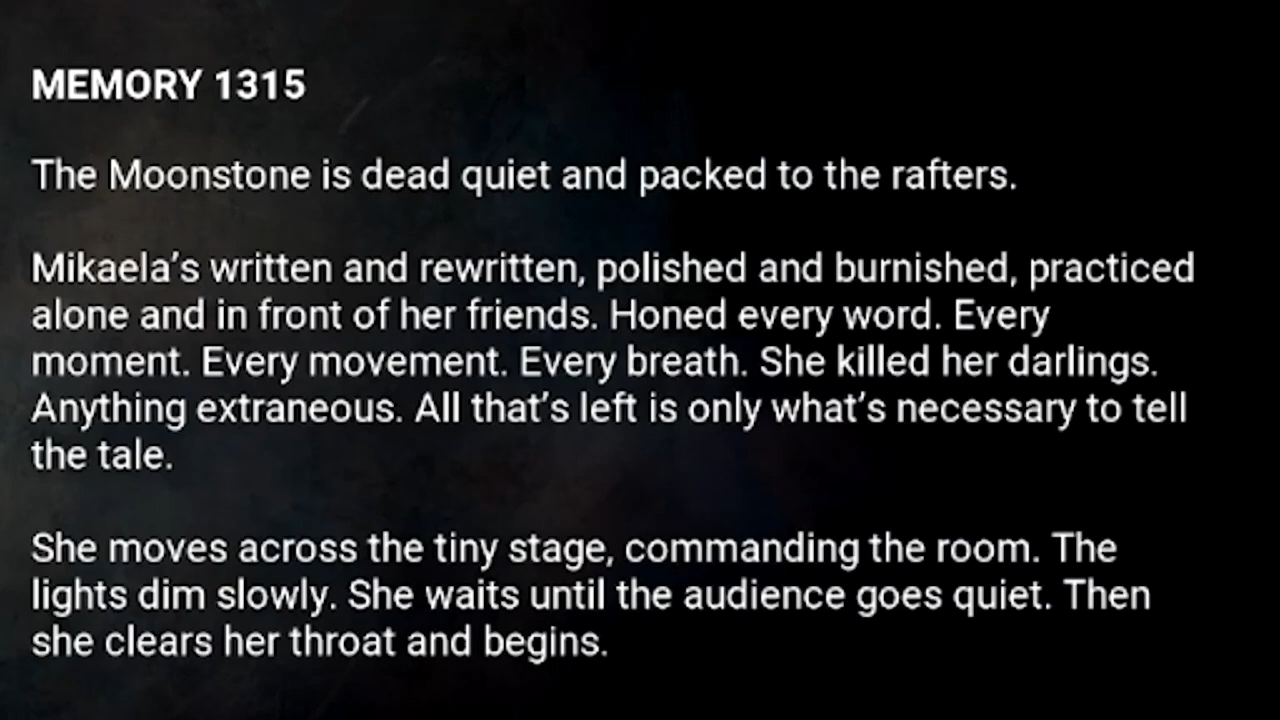 MEMORY 1315
The Moonstone is dead quiet and packed to the rafters.
Mikaela’s written and rewritten, polished and burnished, practiced
alone and in front of her friends. Honed every word. Every
moment. Every movement. Every breath. She killed her darlings.
Anything extraneous. All that’s left is only what’s necessary to tell
the tale.
She moves across the tiny stage, commanding the room. The
lights dim slowly. She waits until the audience goes quiet. Then
she clears her throat and begins.